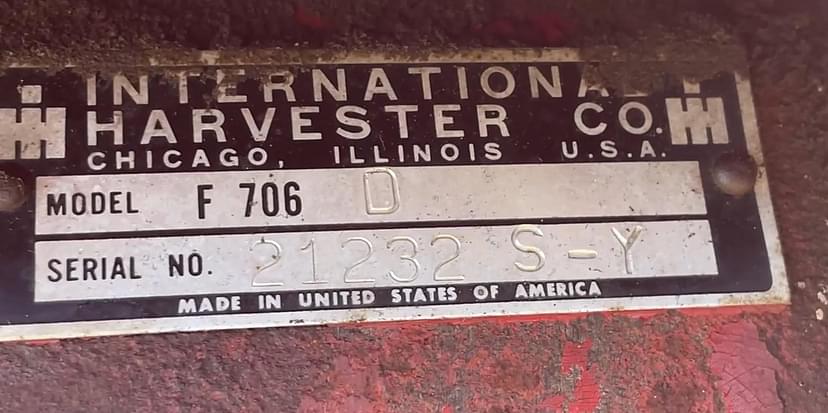 INTERNATIONAL
HARVESTER CO.
CHICAGO, ILLINOIS U.S.A.
MODEL F 706 D
SERIAL NO. 21232 S-Y
MADE IN UNITED STATES OF AMERICA